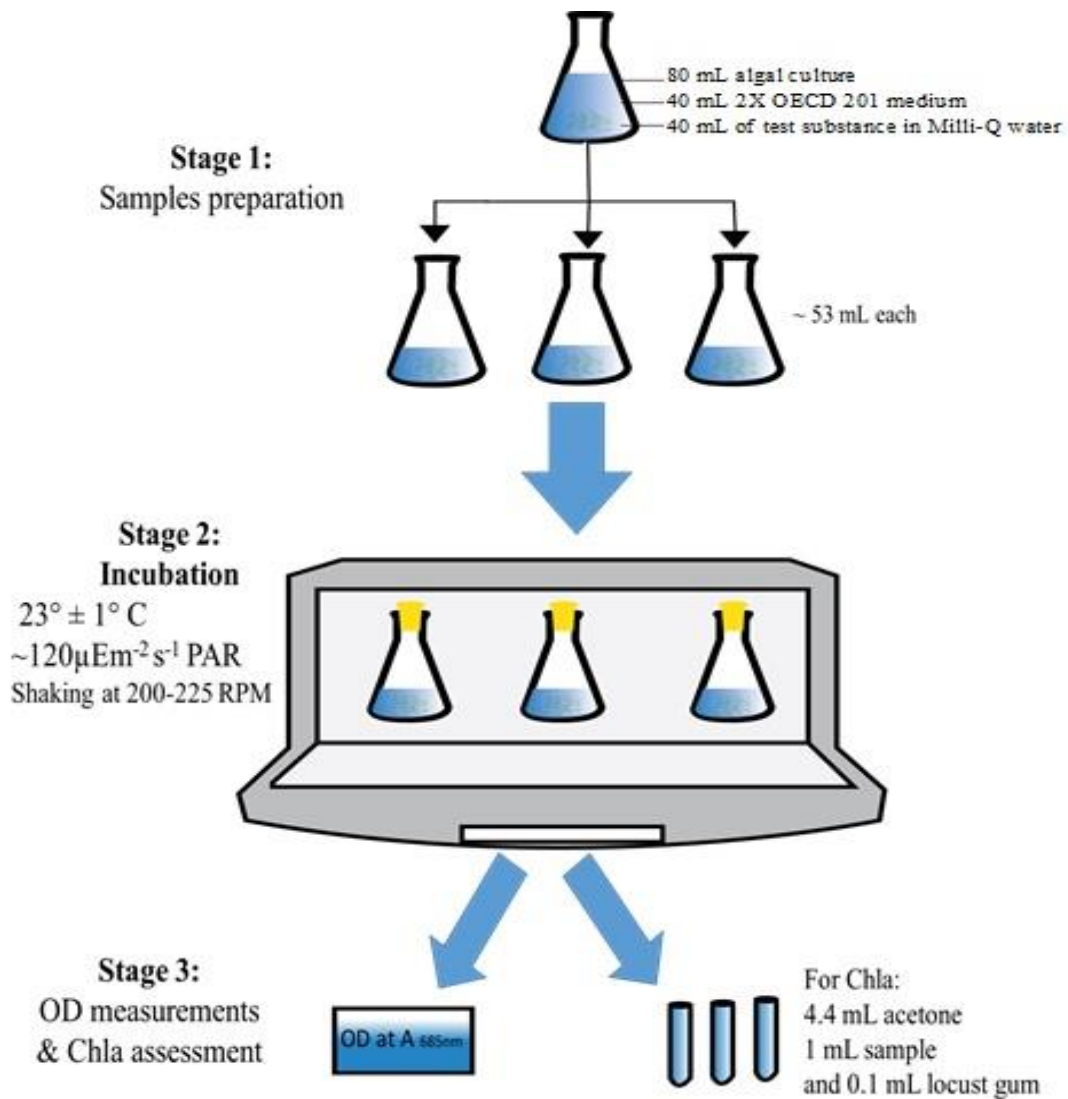 80 mL algal culture
40 mL 2X OECD 201 medium
40 mL of test substance in Milli-Q water
Stage 1:
Samples preparation
~ 53 mL each
Stage 2:
Incubation
23° ± 1° C
~120µEm⁻² s⁻¹ PAR
Shaking at 200-225 RPM
Stage 3:
OD measurements
& Chla assessment
OD at A 685nm
For Chla:
4.4 mL acetone
1 mL sample
and 0.1 mL locust gum